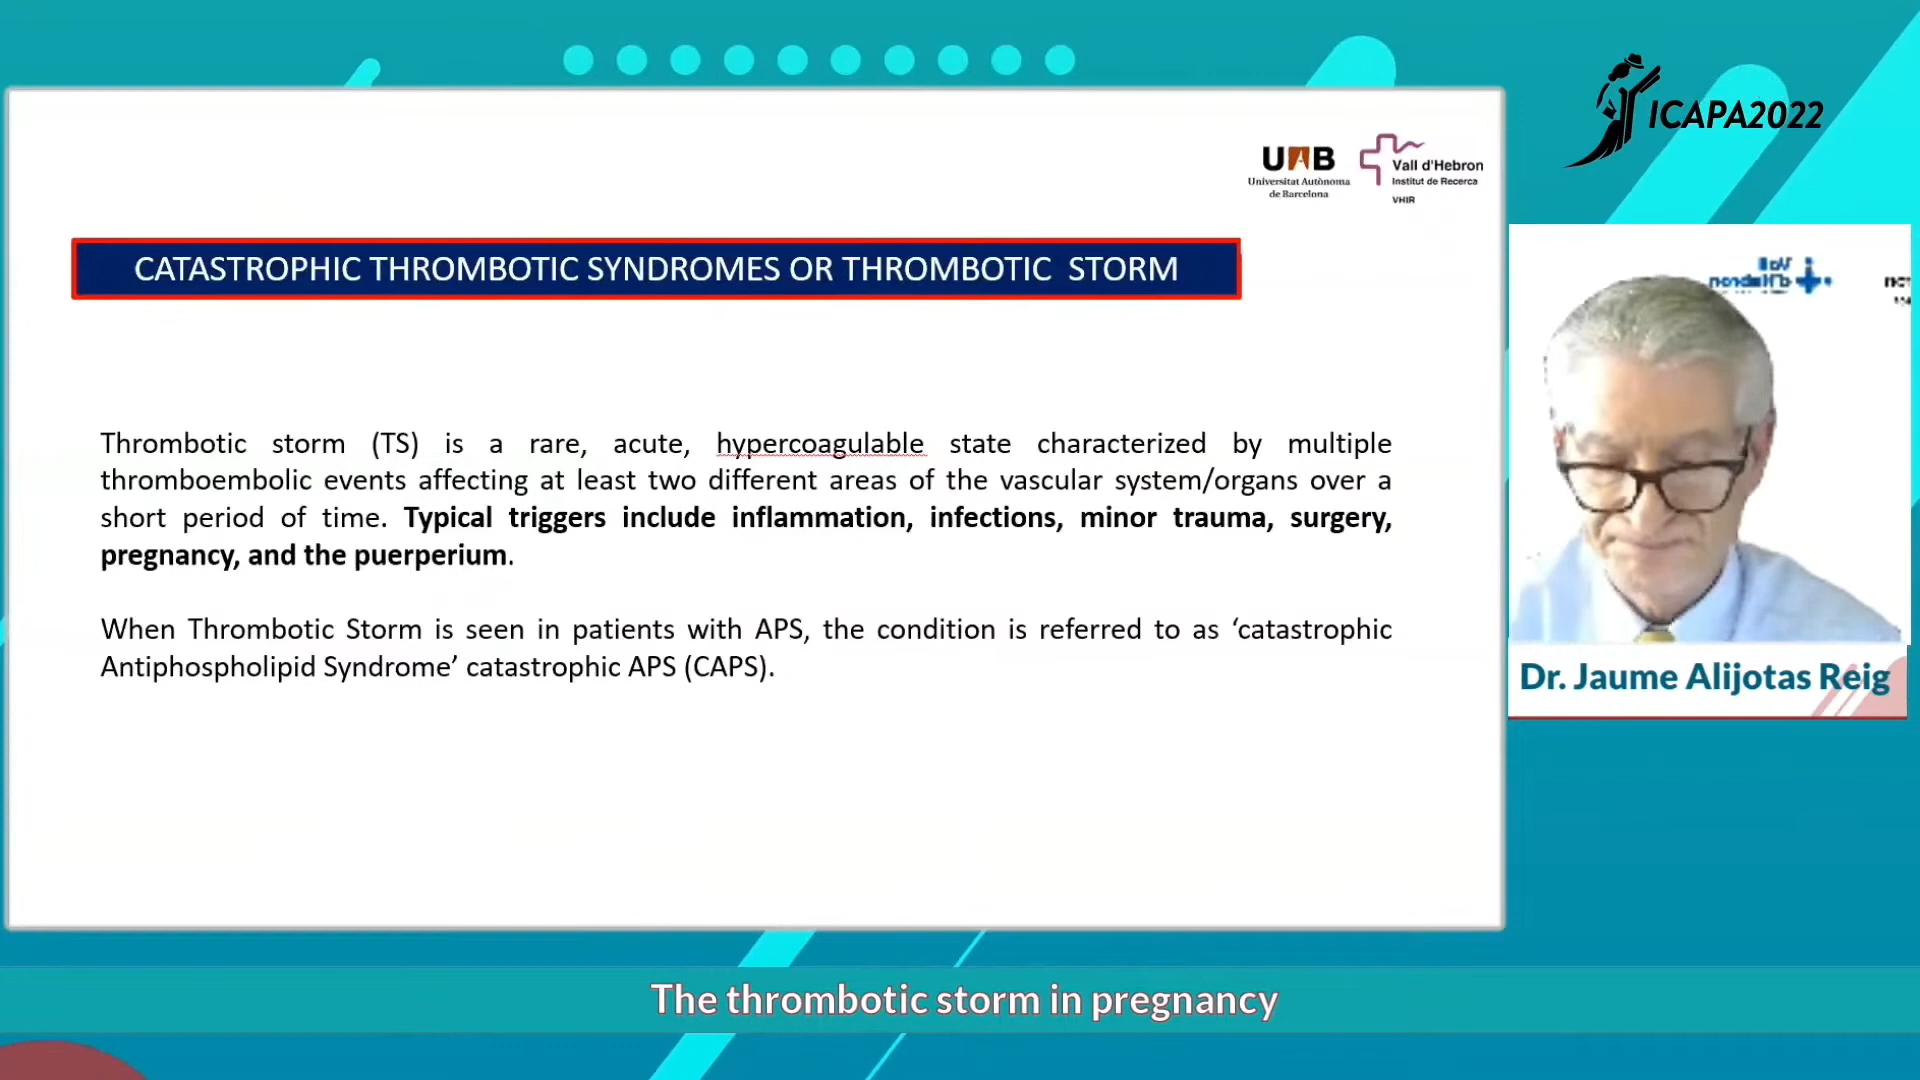 ICAPA2022
UAB
Universitat Autònoma
de Barcelona
Vall d'Hebron
Institut de Recerca
VHIR
CATASTROPHIC THROMBOTIC SYNDROMES OR THROMBOTIC STORM
Thrombotic storm (TS) is a rare, acute, hypercoagulable state characterized by multiple
thromboembolic events affecting at least two different areas of the vascular system/organs over a
short period of time. Typical triggers include inflammation, infections, minor trauma, surgery,
pregnancy, and the puerperium.
When Thrombotic Storm is seen in patients with APS, the condition is referred to as ‘catastrophic
Antiphospholipid Syndrome’ catastrophic APS (CAPS).
Vall
d'Hebron
Dr. Jaume Alijotas Reig
The thrombotic storm in pregnancy